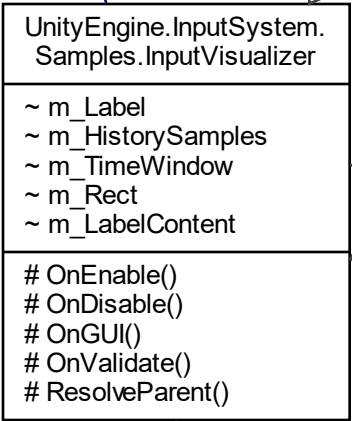 UnityEngine.InputSystem.
Samples.InputVisualizer
~ m_Label
~ m_HistorySamples
~ m_TimeWindow
~ m_Rect
~ m_LabelContent
# OnEnable()
# OnDisable()
# OnGUI()
# OnValidate()
# ResolveParent()